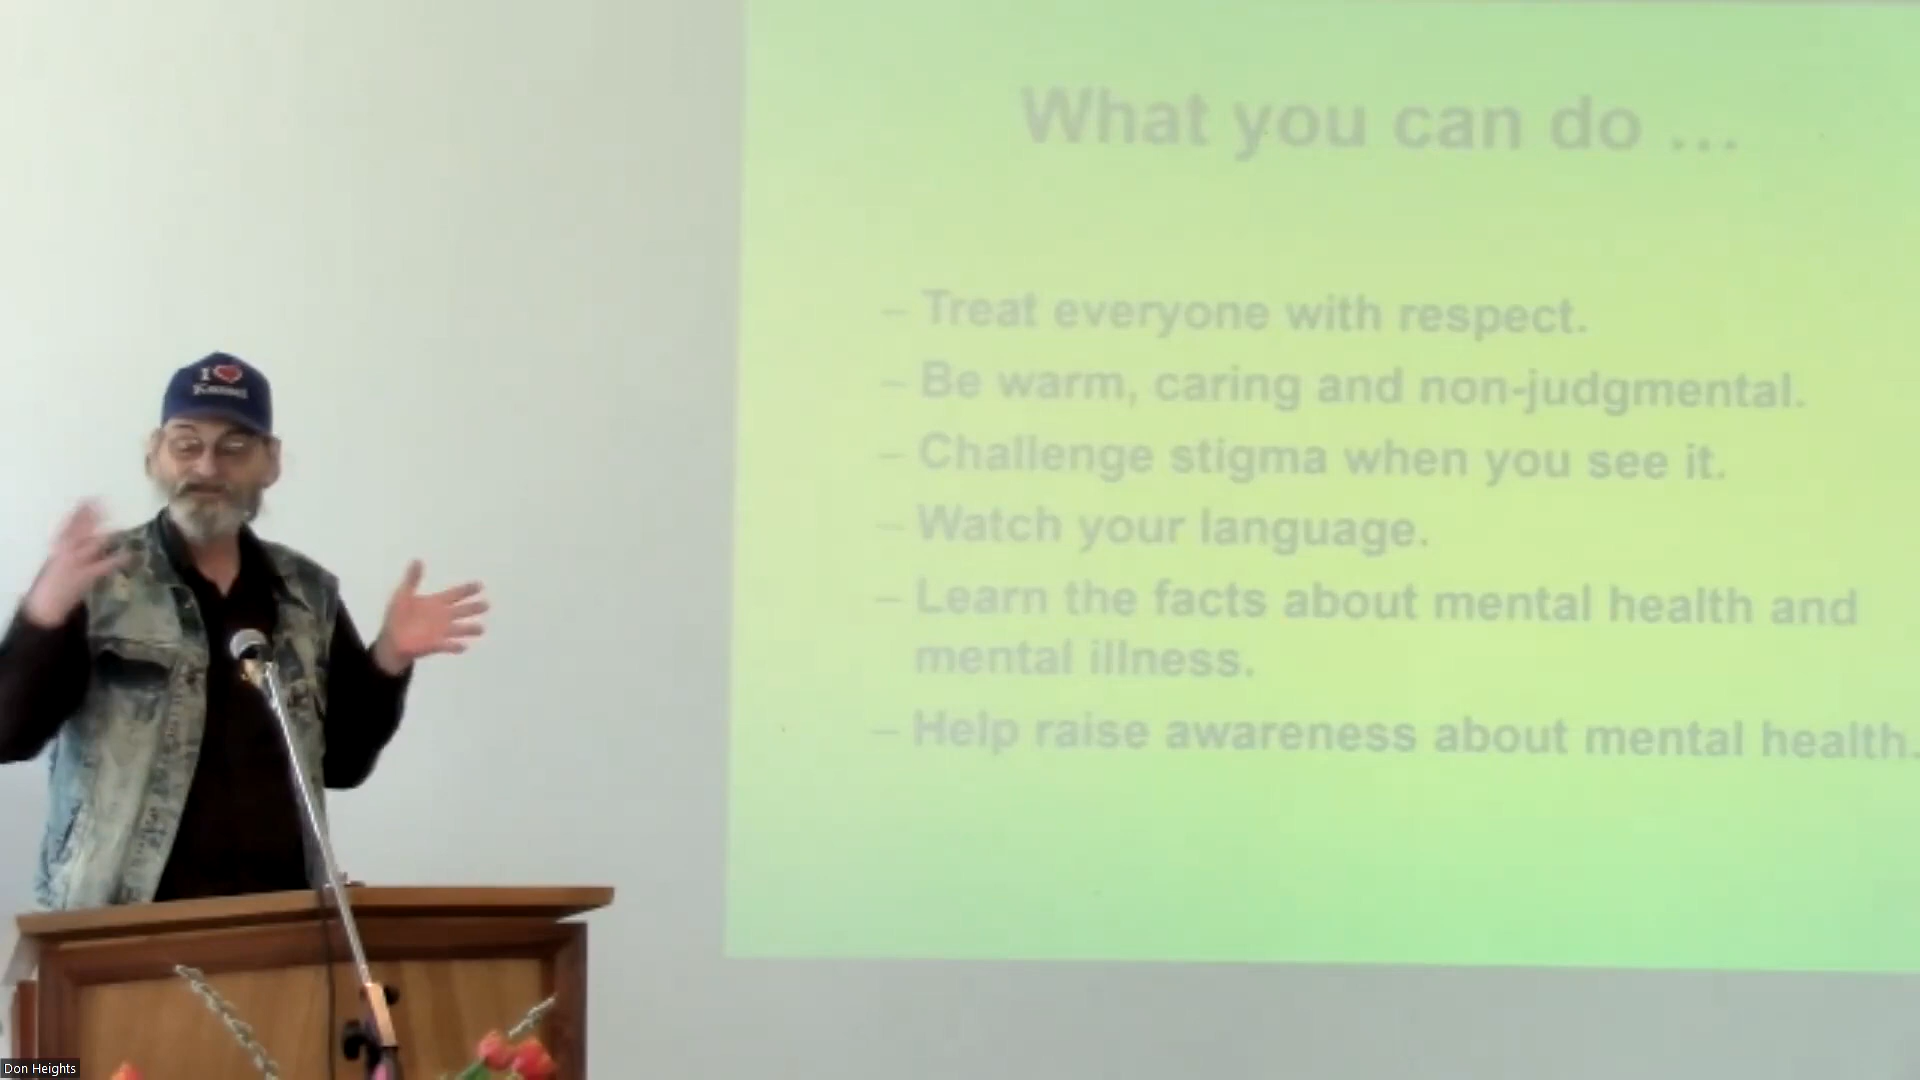 What you can do ...
– Treat everyone with respect.
– Be warm, caring and non-judgmental.
– Challenge stigma when you see it.
– Watch your language.
– Learn the facts about mental health and
mental illness.
– Help raise awareness about mental health.
I
Don Heights